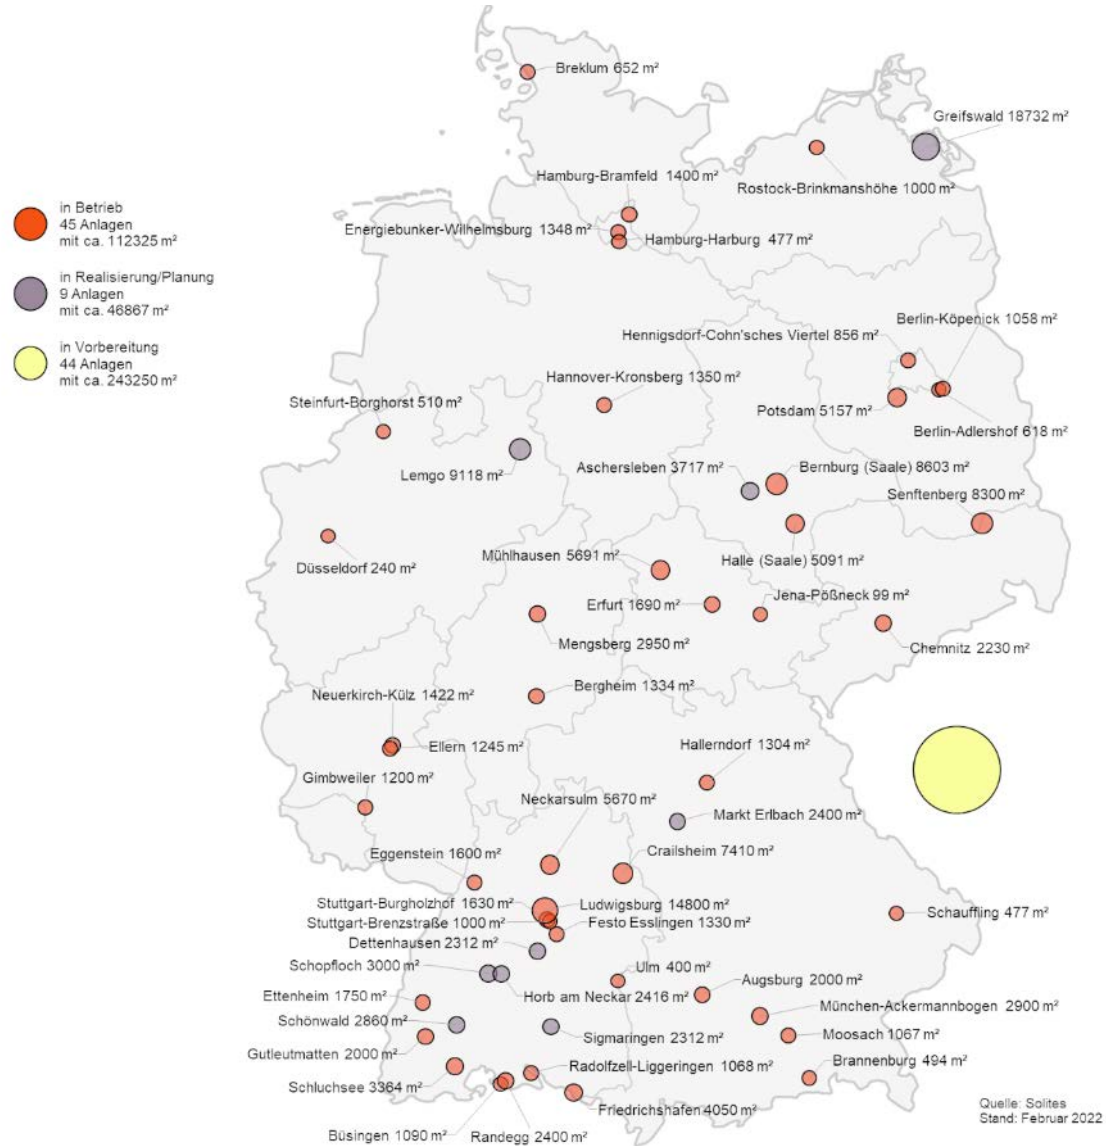 Breklum 652 m²
Greifswald 18732 m²
Hamburg-Bramfeld 1400 m²
Rostock-Brinkmanshöhe 1000 m²
in Betrieb
45 Anlagen
mit ca. 112325 m²
Energiebunker-Wilhelmsburg 1348 m²
Hamburg-Harburg 477 m²
in Realisierung/Planung
9 Anlagen
mit ca. 46867 m²
Berlin-Köpenick 1058 m²
Hennigsdorf-Cohn'sches Viertel 856 m²
in Vorbereitung
44 Anlagen
mit ca. 243250 m²
Hannover-Kronsberg 1350 m²
Steinfurt-Borghorst 510 m²
Potsdam 5157 m²
Berlin-Adlershof 618 m²
Lemgo 9118 m²
Aschersleben 3717 m²
Bernburg (Saale) 8603 m²
Senftenberg 8300 m²
Mühlhausen 5691 m²
Halle (Saale) 5091 m²
Düsseldorf 240 m²
Jena-Pößneck 99 m²
Erfurt 1690 m²
Mengsberg 2950 m²
Chemnitz 2230 m²
Bergheim 1334 m²
Neuerkirch-Külz 1422 m²
Ellern 1245 m²
Hallerndorf 1304 m²
Gimbweiler 1200 m²
Neckarsulm 5670 m²
Markt Erlbach 2400 m²
Eggenstein 1600 m²
Crailsheim 7410 m²
Stuttgart-Burgholzhof 1630 m²
Ludwigsburg 14800 m²
Schauffling 477 m²
Stuttgart-Brenzstraße 1000 m²
Festo Esslingen 1330 m²
Dettenhausen 2312 m²
Schopfloch 3000 m²
Ulm 400 m²
Augsburg 2000 m²
Ettenheim 1750 m²
Horb am Neckar 2416 m²
München-Ackermannbogen 2900 m²
Schönwald 2860 m²
Sigmaringen 2312 m²
Moosach 1067 m²
Gutleutmatten 2000 m²
Radolfzell-Liggeringen 1068 m²
Brannenburg 494 m²
Schluchsee 3364 m²
Friedrichshafen 4050 m²
Büsingen 1090 m²
Randegg 2400 m²
Quelle: Solites
Stand: Februar 2022